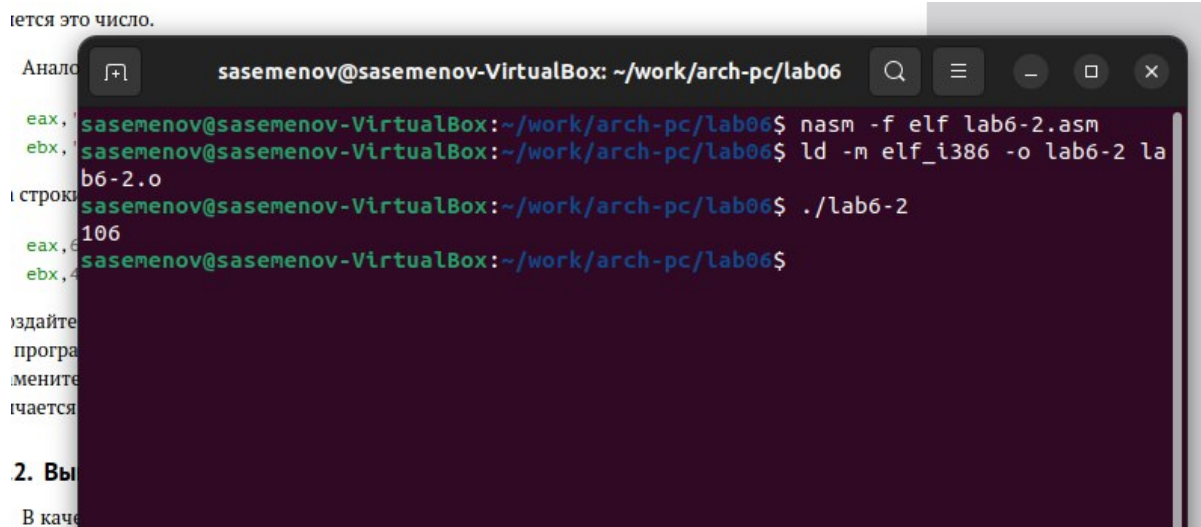 нется это число.
Анало
sasemenov@sasemenov-VirtualBox: ~/work/arch-pc/lab06
eax,'
sasemenov@sasemenov-VirtualBox:~/work/arch-pc/lab06$ nasm -f elf lab6-2.asm
ebx,'
sasemenov@sasemenov-VirtualBox:~/work/arch-pc/lab06$ ld -m elf_i386 -o lab6-2 la
b6-2.o
строки
sasemenov@sasemenov-VirtualBox:~/work/arch-pc/lab06$ ./lab6-2
106
eax,6
sasemenov@sasemenov-VirtualBox:~/work/arch-pc/lab06$
ebx,4
оздайте
програ
мените
ичается
.2. Вы
В каче